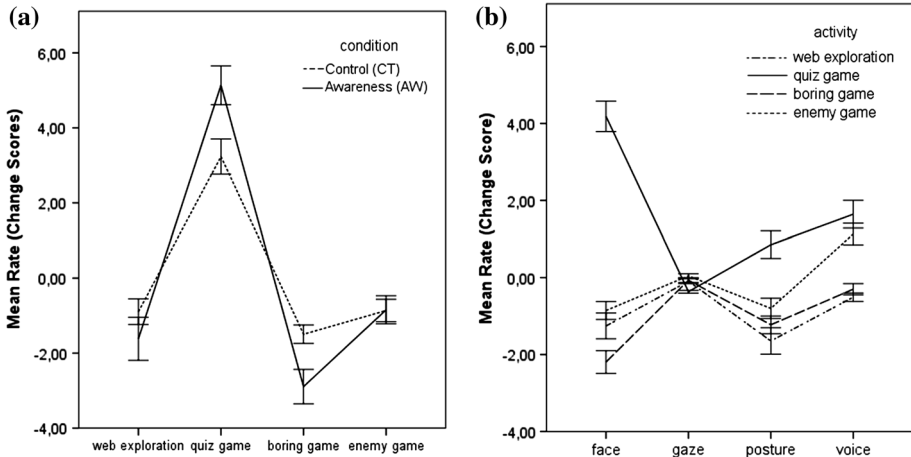 (a)
condition
Control (CT)
Awareness (AW)
Mean Rate (Change Scores)
6,00
4,00
2,00
0,00
-2,00
-4,00
web exploration quiz game boring game enemy game
(b)
activity
web exploration
quiz game
boring game
enemy game
Mean Rate (Change Score)
6,00
4,00
2,00
0,00
-2,00
-4,00
face gaze posture voice